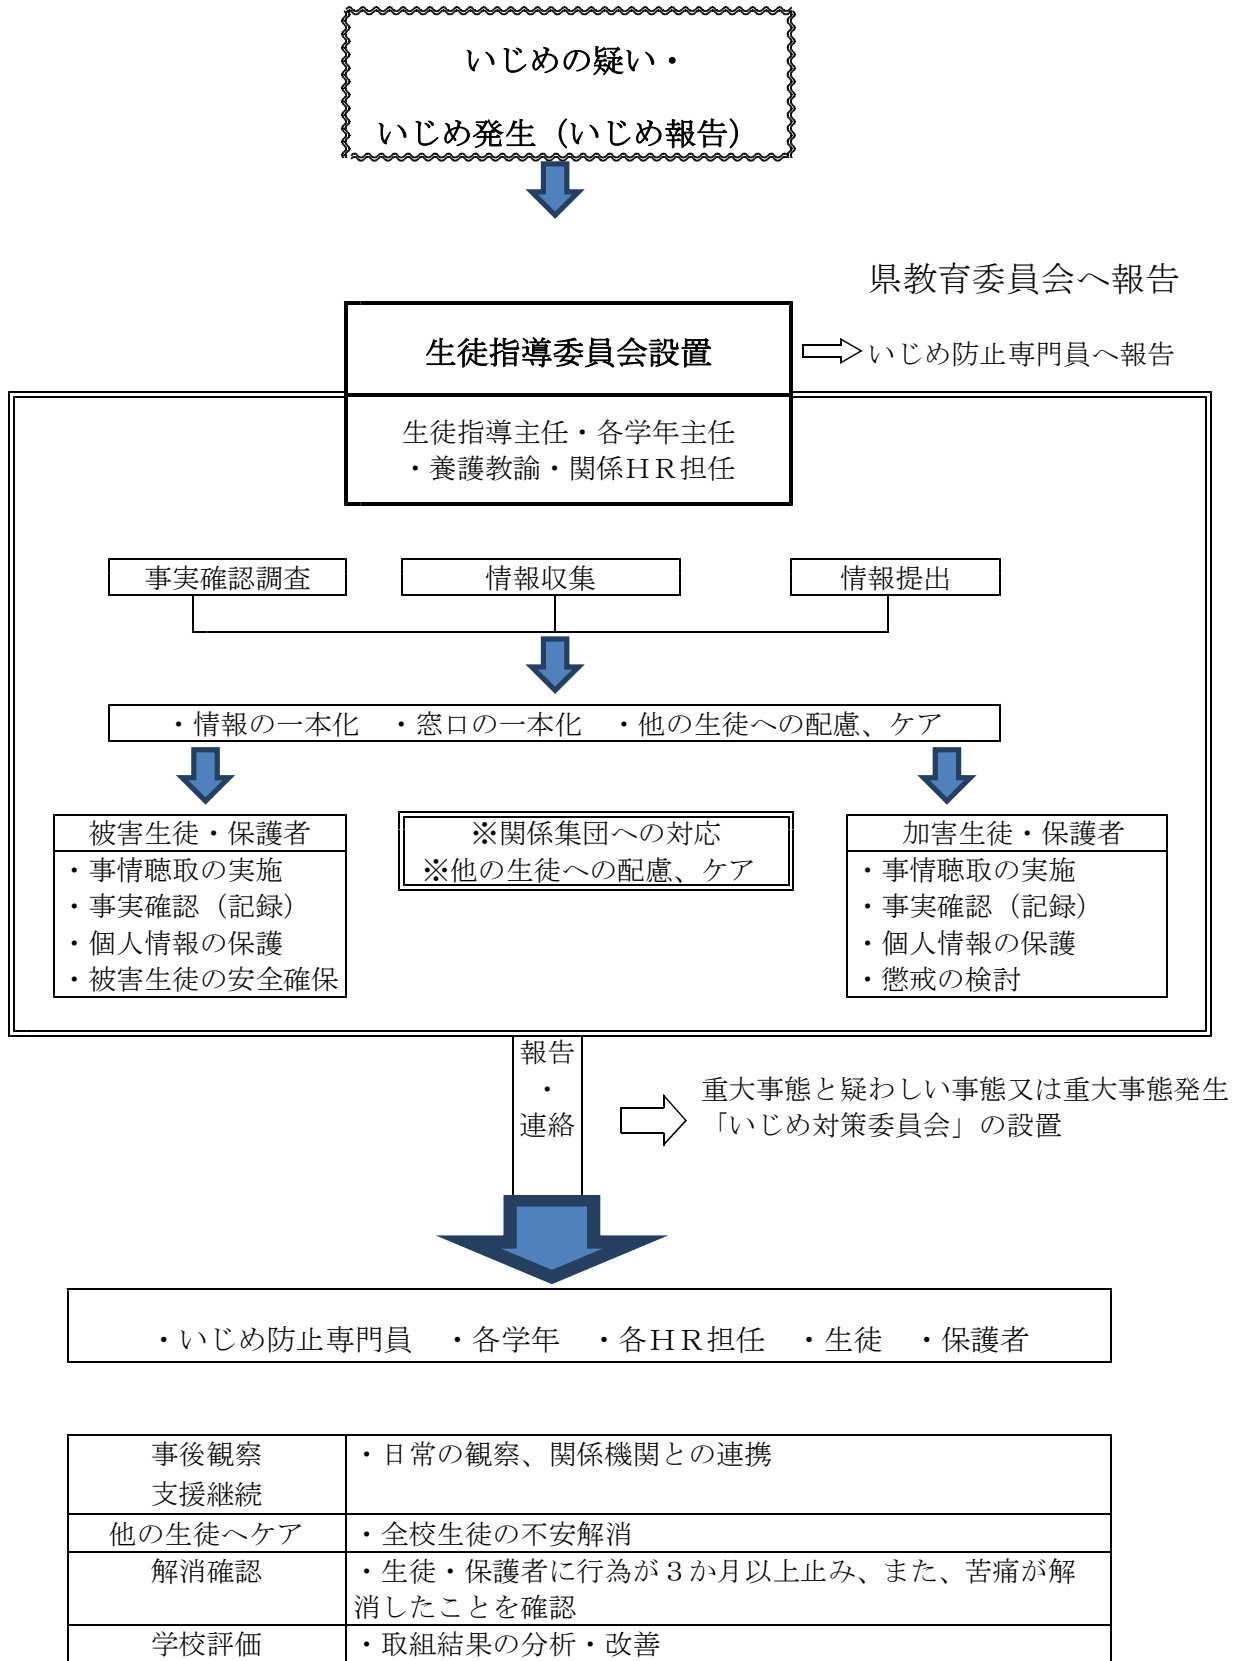 いじめの疑い・
いじめ発生（いじめ報告）
県教育委員会へ報告
生徒指導委員会設置
いじめ防止専門員へ報告
生徒指導主任・各学年主任
・養護教諭・関係ＨＲ担任
事実確認調査
情報収集
情報提出
・情報の一本化　・窓口の一本化　・他の生徒への配慮、ケア
被害生徒・保護者
・事情聴取の実施
・事実確認（記録）
・個人情報の保護
・被害生徒の安全確保
※関係集団への対応
※他の生徒への配慮、ケア
加害生徒・保護者
・事情聴取の実施
・事実確認（記録）
・個人情報の保護
・懲戒の検討
報告
・
連絡
重大事態と疑わしい事態又は重大事態発生
「いじめ対策委員会」の設置
・いじめ防止専門員　・各学年　・各ＨＲ担任　・生徒　・保護者
事後観察
支援継続
・日常の観察、関係機関との連携
他の生徒へケア
・全校生徒の不安解消
解消確認
・生徒・保護者に行為が３か月以上止み、また、苦痛が解
消したことを確認
学校評価
・取組結果の分析・改善